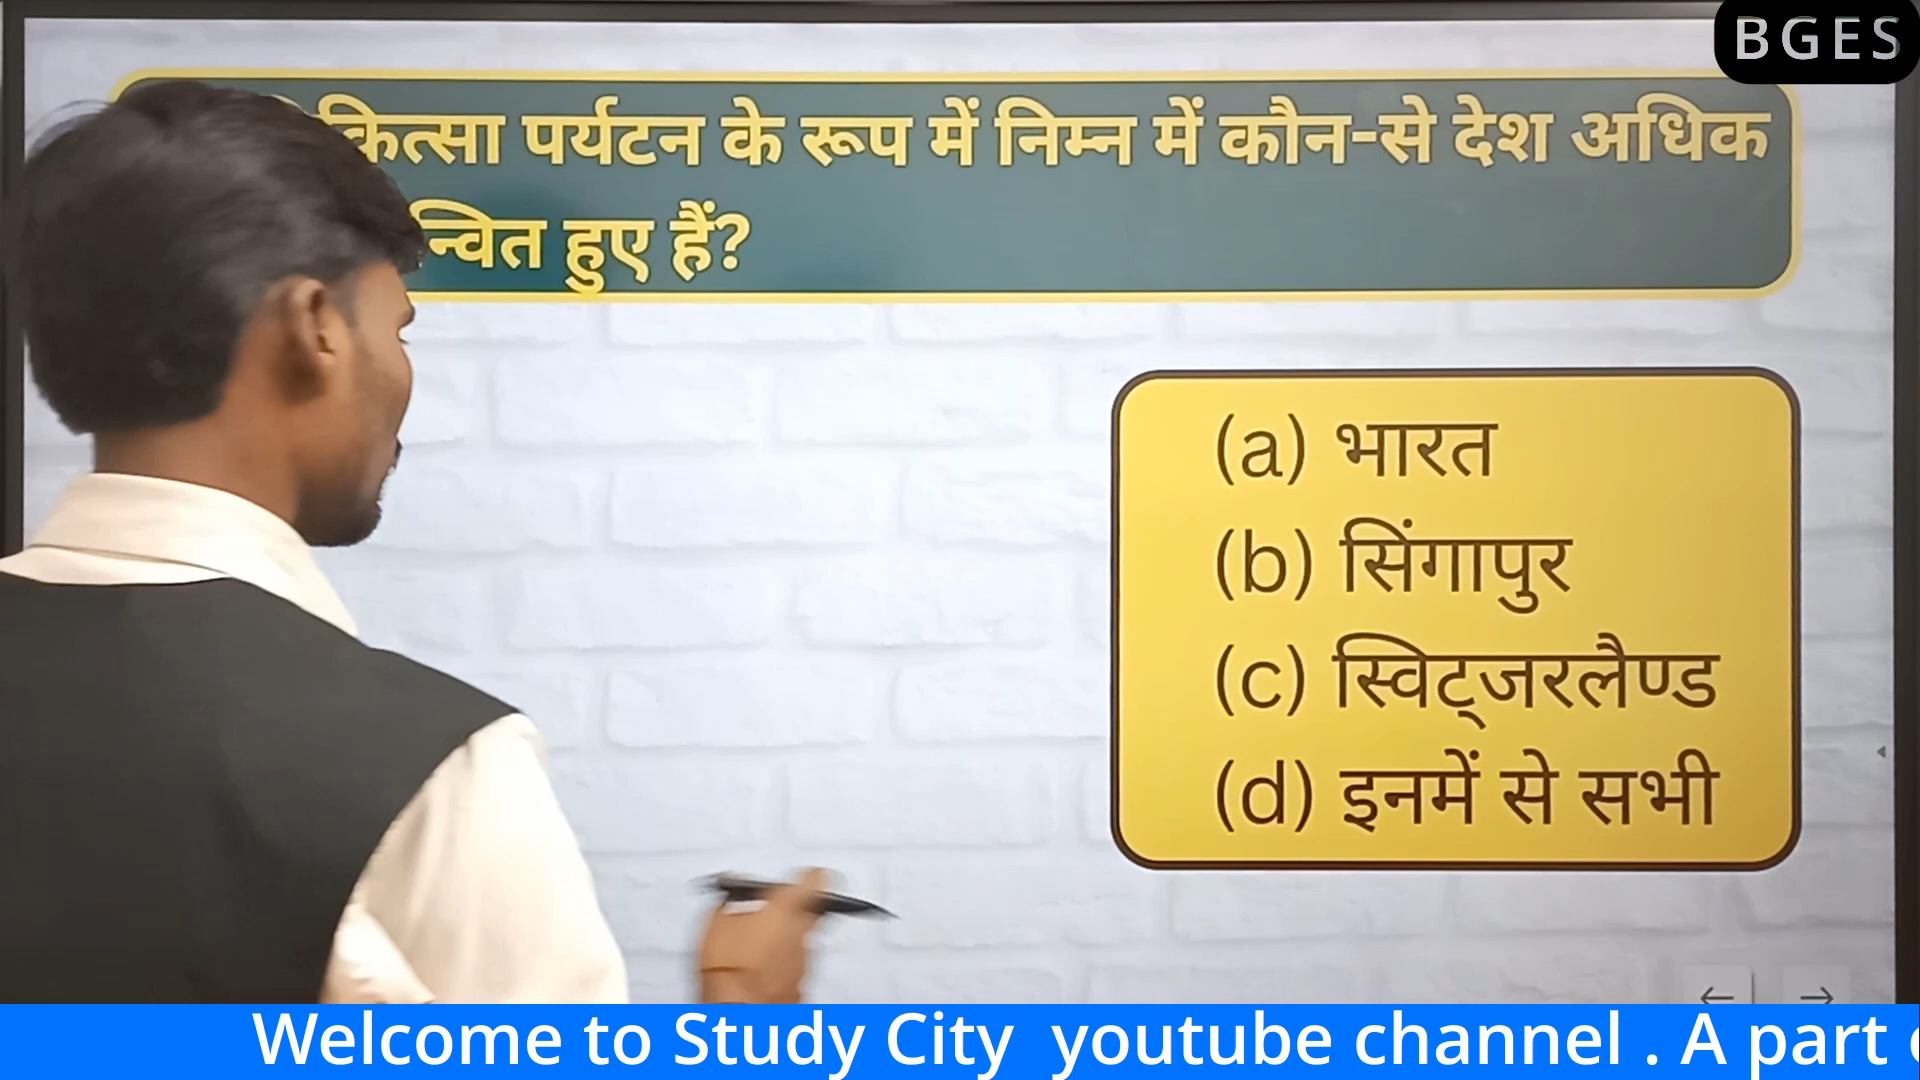 BGES
पर्यटन के रूप में निम्न में कौन-से देश अधिक
हुए हैं?
(a) भारत
(b) सिंगापुर
(c) स्विट्जरलैण्ड
(d) इनमें से सभी
Welcome to Study City youtube channel . A part